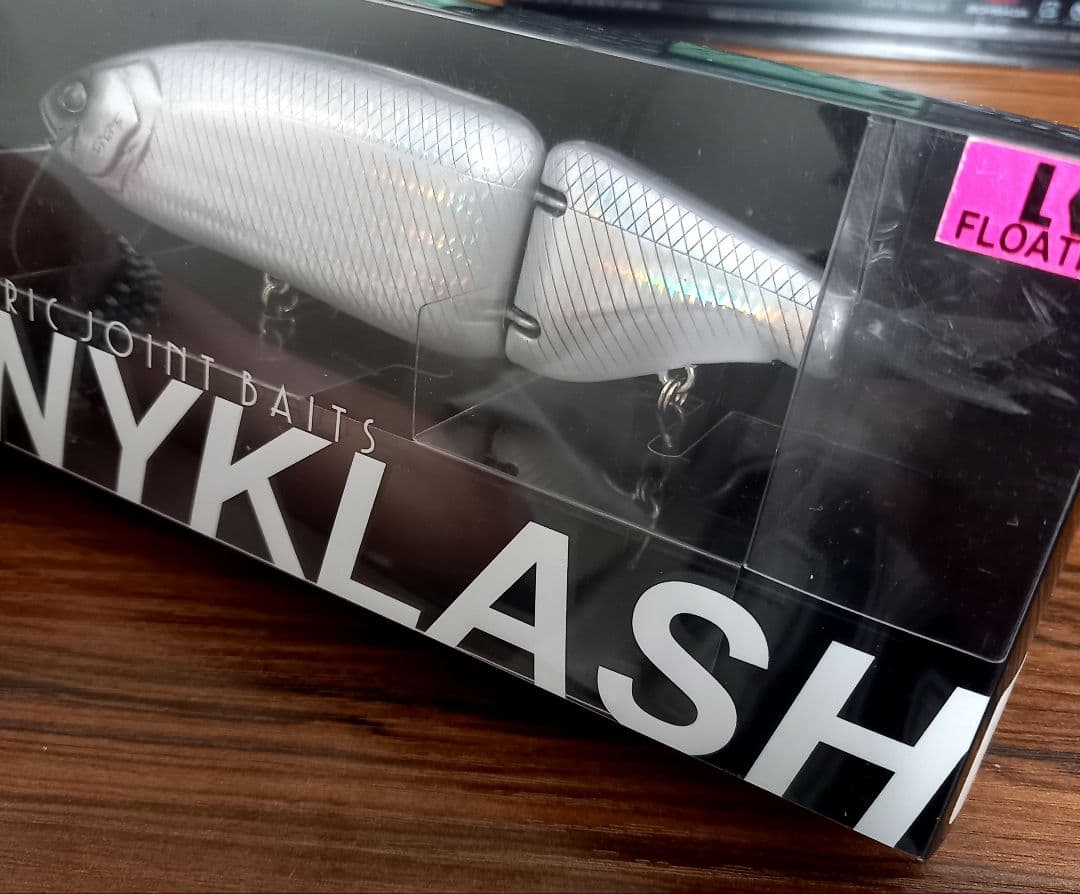 FLOATI
RIC JOINT BAITS
NYKLASH